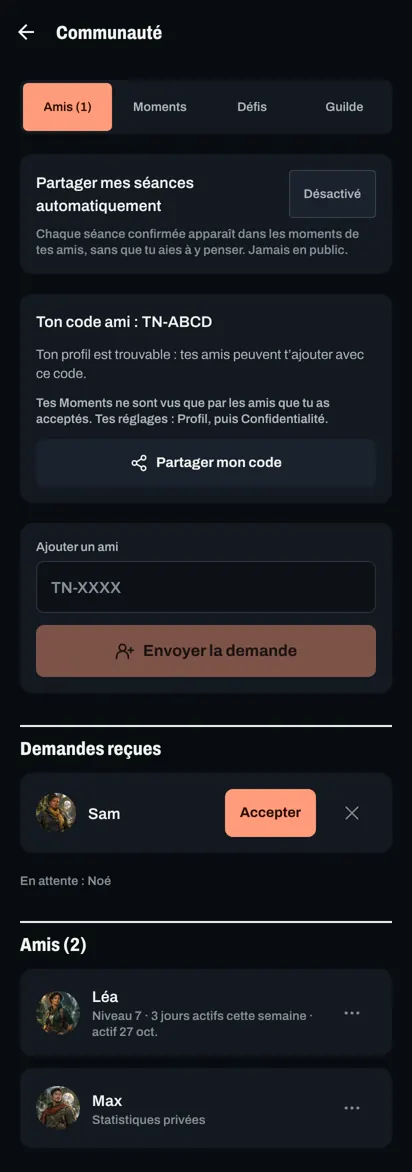 Communauté
Amis (1)
Moments
Défis
Guilde
Partager mes séances
automatiquement
Désactivé
Chaque séance confirmée apparaît dans les moments de
tes amis, sans que tu aies à y penser. Jamais en public.
Ton code ami : TN-ABCD
Ton profil est trouvable : tes amis peuvent t'ajouter avec
ce code.
Tes Moments ne sont vus que par les amis que tu as
acceptés. Tes réglages : Profil, puis Confidentialité.
Partager mon code
Ajouter un ami
TN-XXXX
Envoyer la demande
Demandes reçues
Sam
Accepter
En attente : Noé
Amis (2)
Léa
Niveau 7 · 3 jours actifs cette semaine ·
actif 27 oct.
Max
Statistiques privées